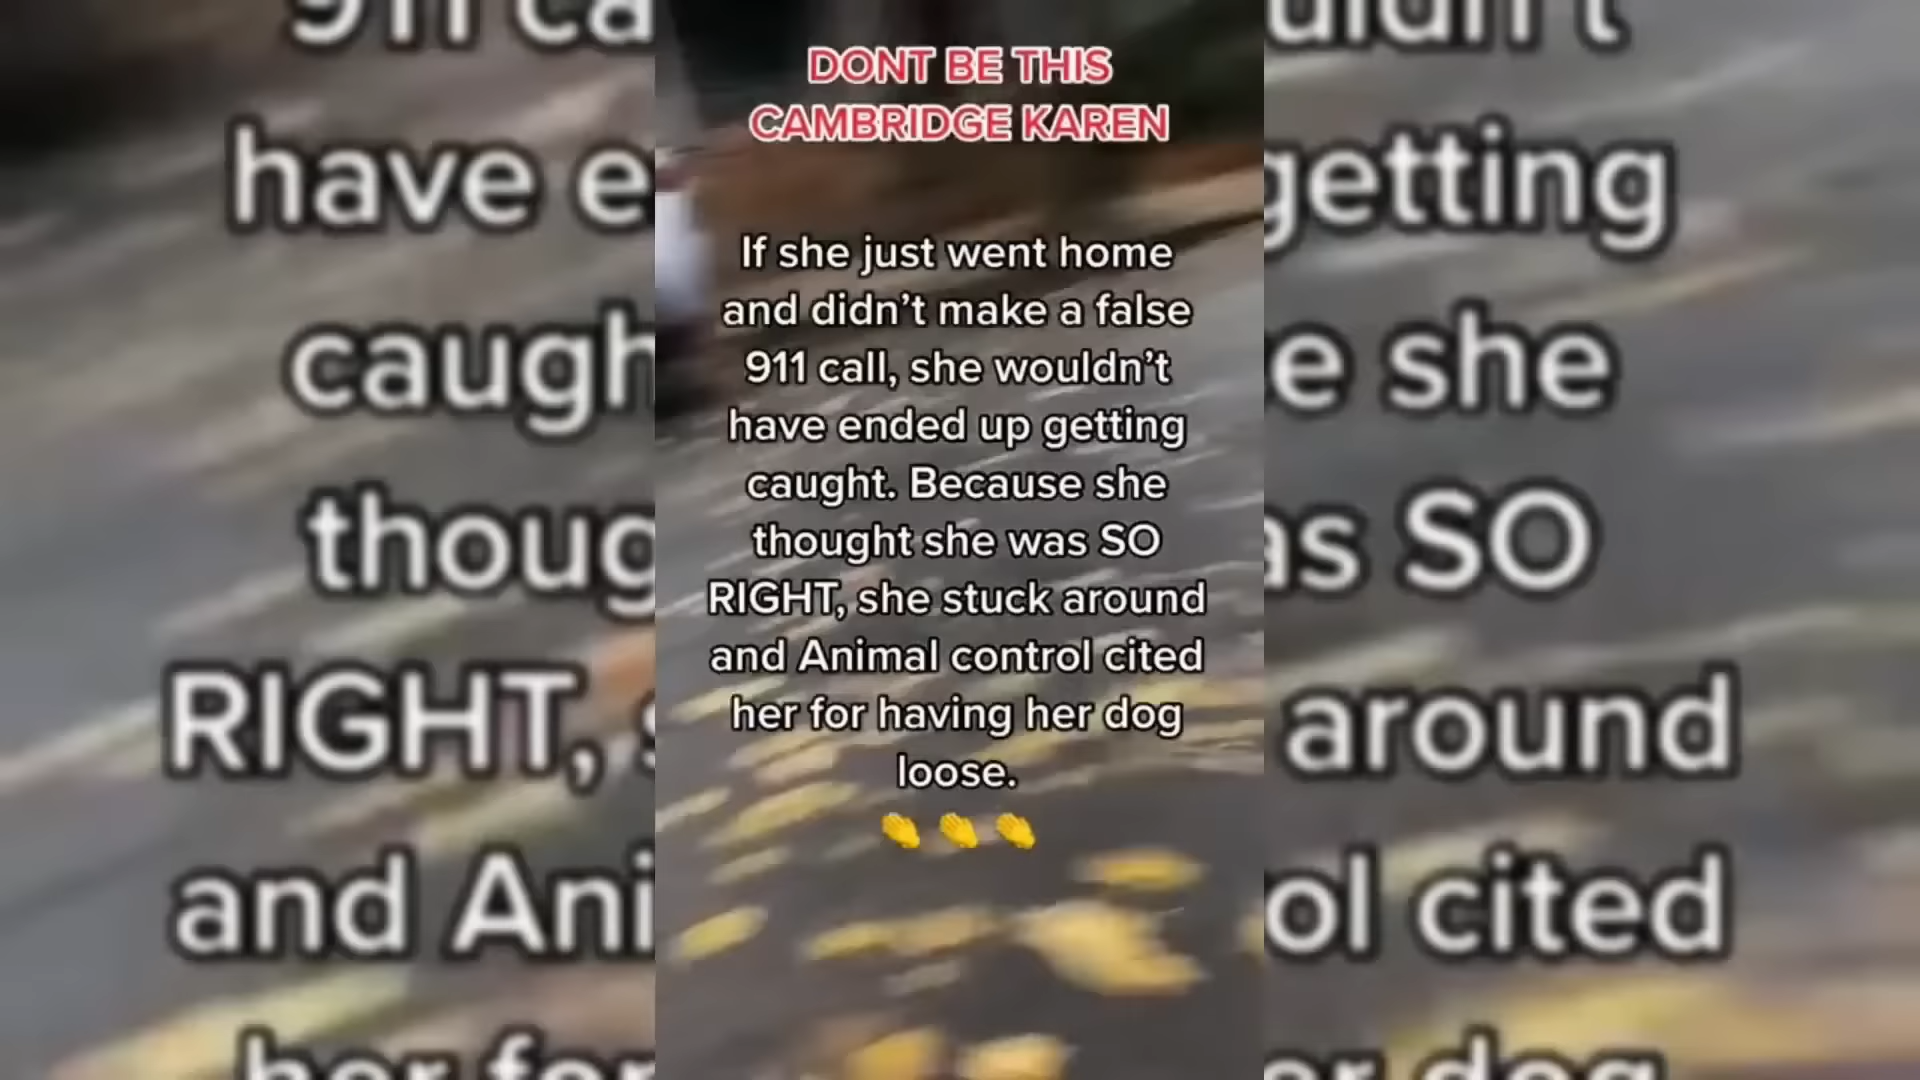 DONT BE THIS
CAMBRIDGE KAREN
If she just went home
and didn't make a false
911 call, she wouldn't
have ended up getting
caught. Because she
thought she was SO
RIGHT, she stuck around
and Animal control cited
her for having her dog
loose.
👏 👏 👏